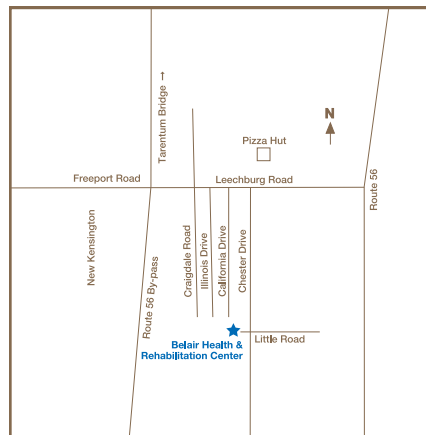 Tarentum Bridge →
N
Pizza Hut
Freeport Road
Leechburg Road
Route 56
New Kensington
Route 56 By-pass
Craigdale Road
Illinois Drive
California Drive
Chester Drive
Little Road
Belair Health &
Rehabilitation Center